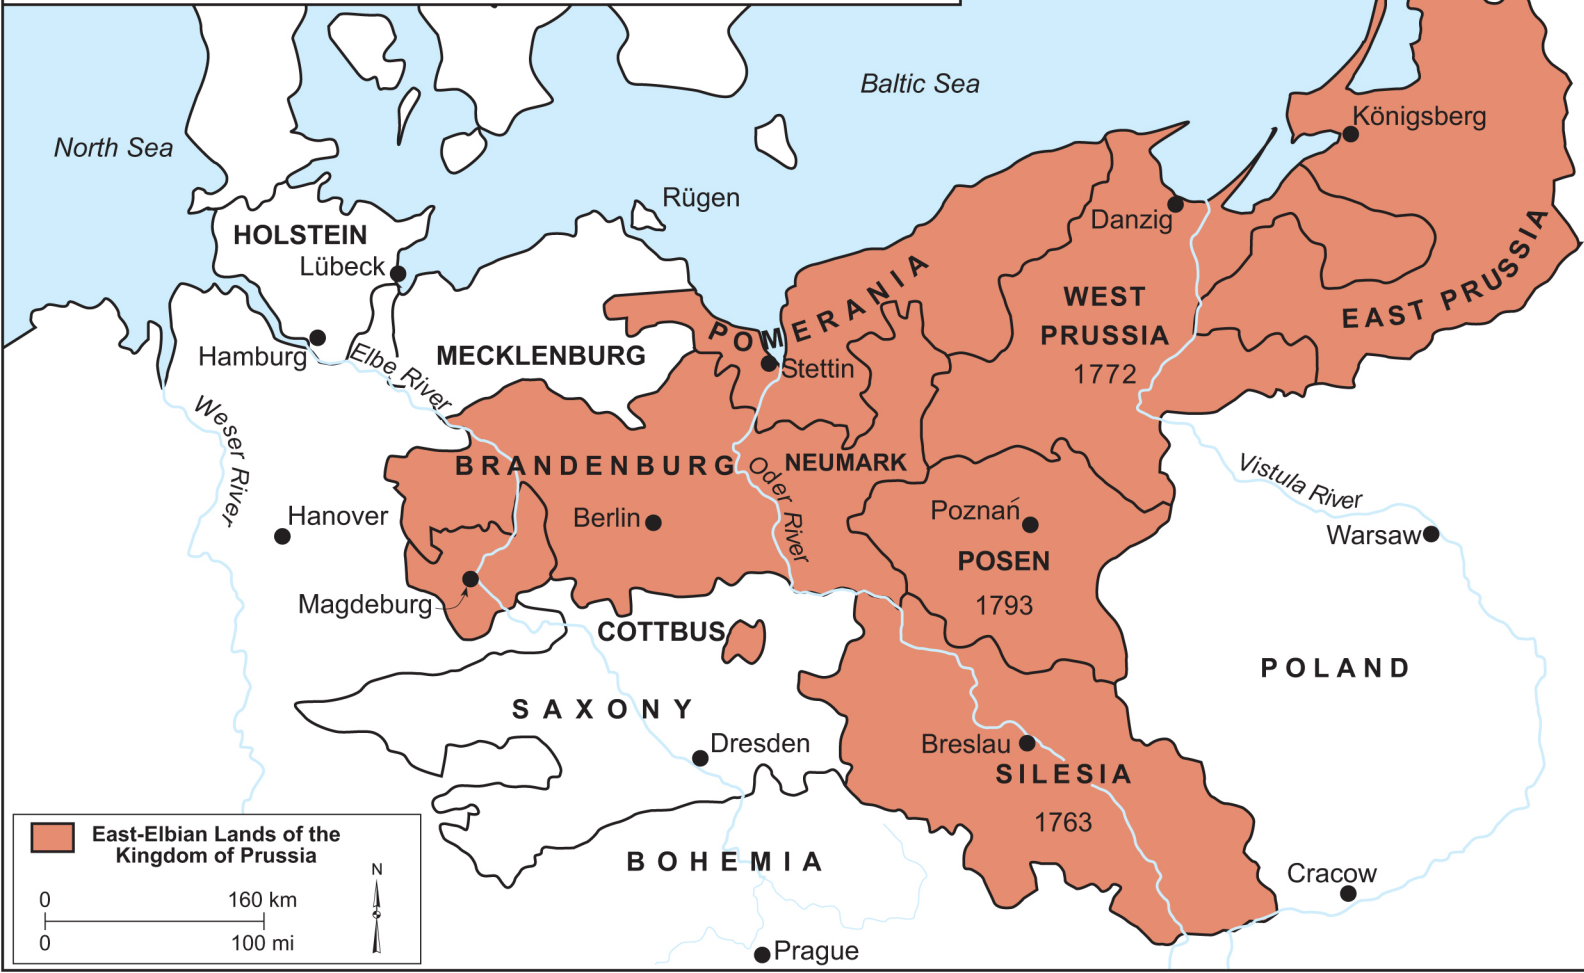 Baltic Sea
North Sea
Königsberg
Rügen
Danzig
HOLSTEIN
Lübeck
POMERANIA
EAST PRUSSIA
WEST
PRUSSIA
1772
Hamburg
Elbe River
MECKLENBURG
Stettin
Weser River
BRANDENBURG
NEUMARK
Oder River
Vistula River
Hanover
Berlin
Poznań
Warsaw
POSEN
1793
Magdeburg
COTTBUS
POLAND
SAXONY
Dresden
Breslau
SILESIA
1763
BOHEMIA
Cracow
Prague
East-Elbian Lands of the
Kingdom of Prussia
N
0 160 km
0 100 mi